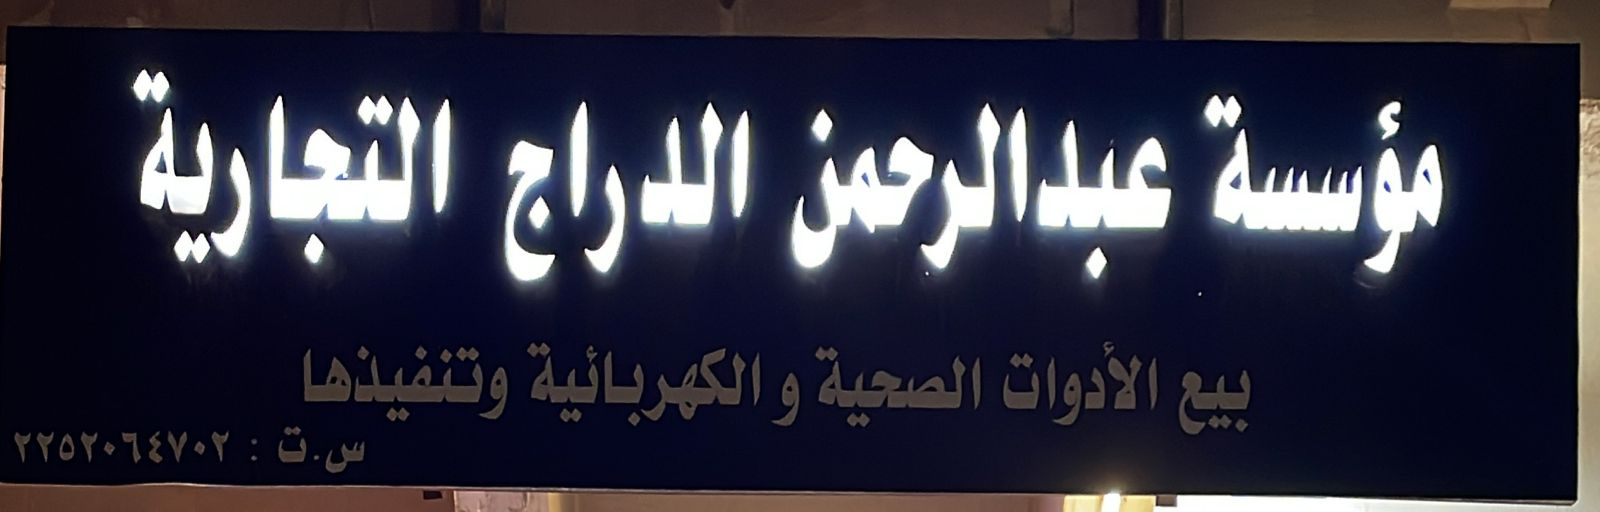 مؤسسة عبدالرحمن الدراج التجارية
بيع الأدوات الصحية و الكهربائية وتنفيذها
س.ت : ٢٢٥٢٠٦٤٧٠٢